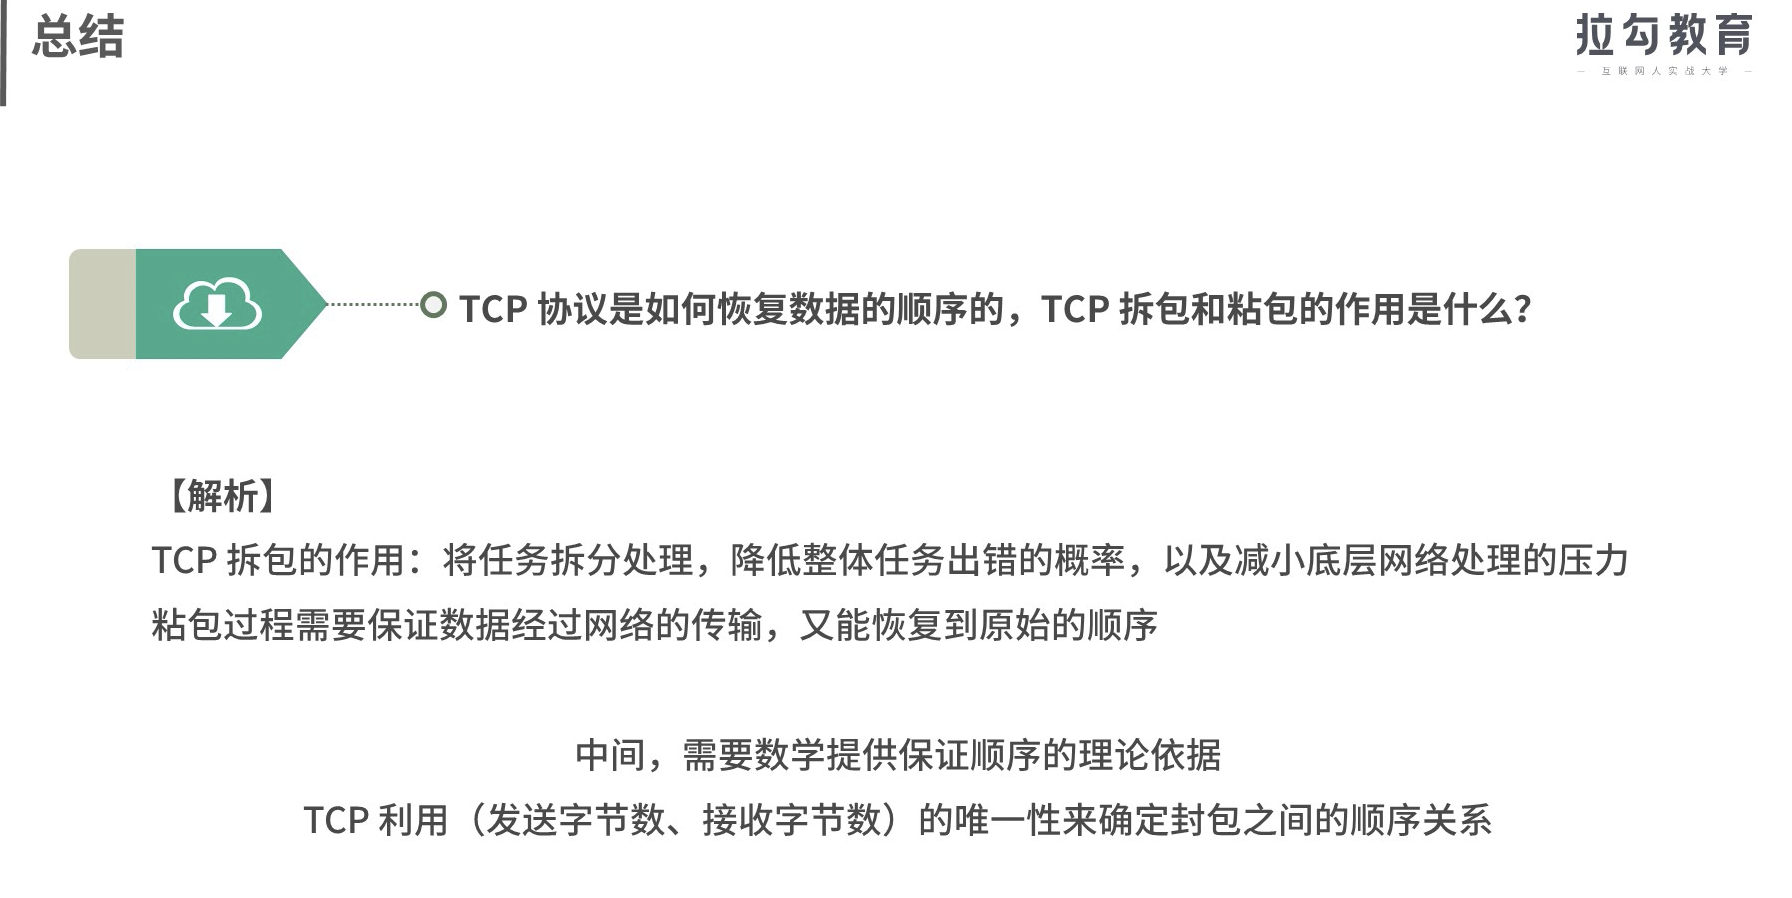 总结
拉勾教育
— 互联网人实战大学 —
TCP 协议是如何恢复数据的顺序的，TCP 拆包和粘包的作用是什么？
【解析】
TCP 拆包的作用：将任务拆分处理，降低整体任务出错的概率，以及减小底层网络处理的压力
粘包过程需要保证数据经过网络的传输，又能恢复到原始的顺序
中间，需要数学提供保证顺序的理论依据
TCP 利用（发送字节数、接收字节数）的唯一性来确定封包之间的顺序关系